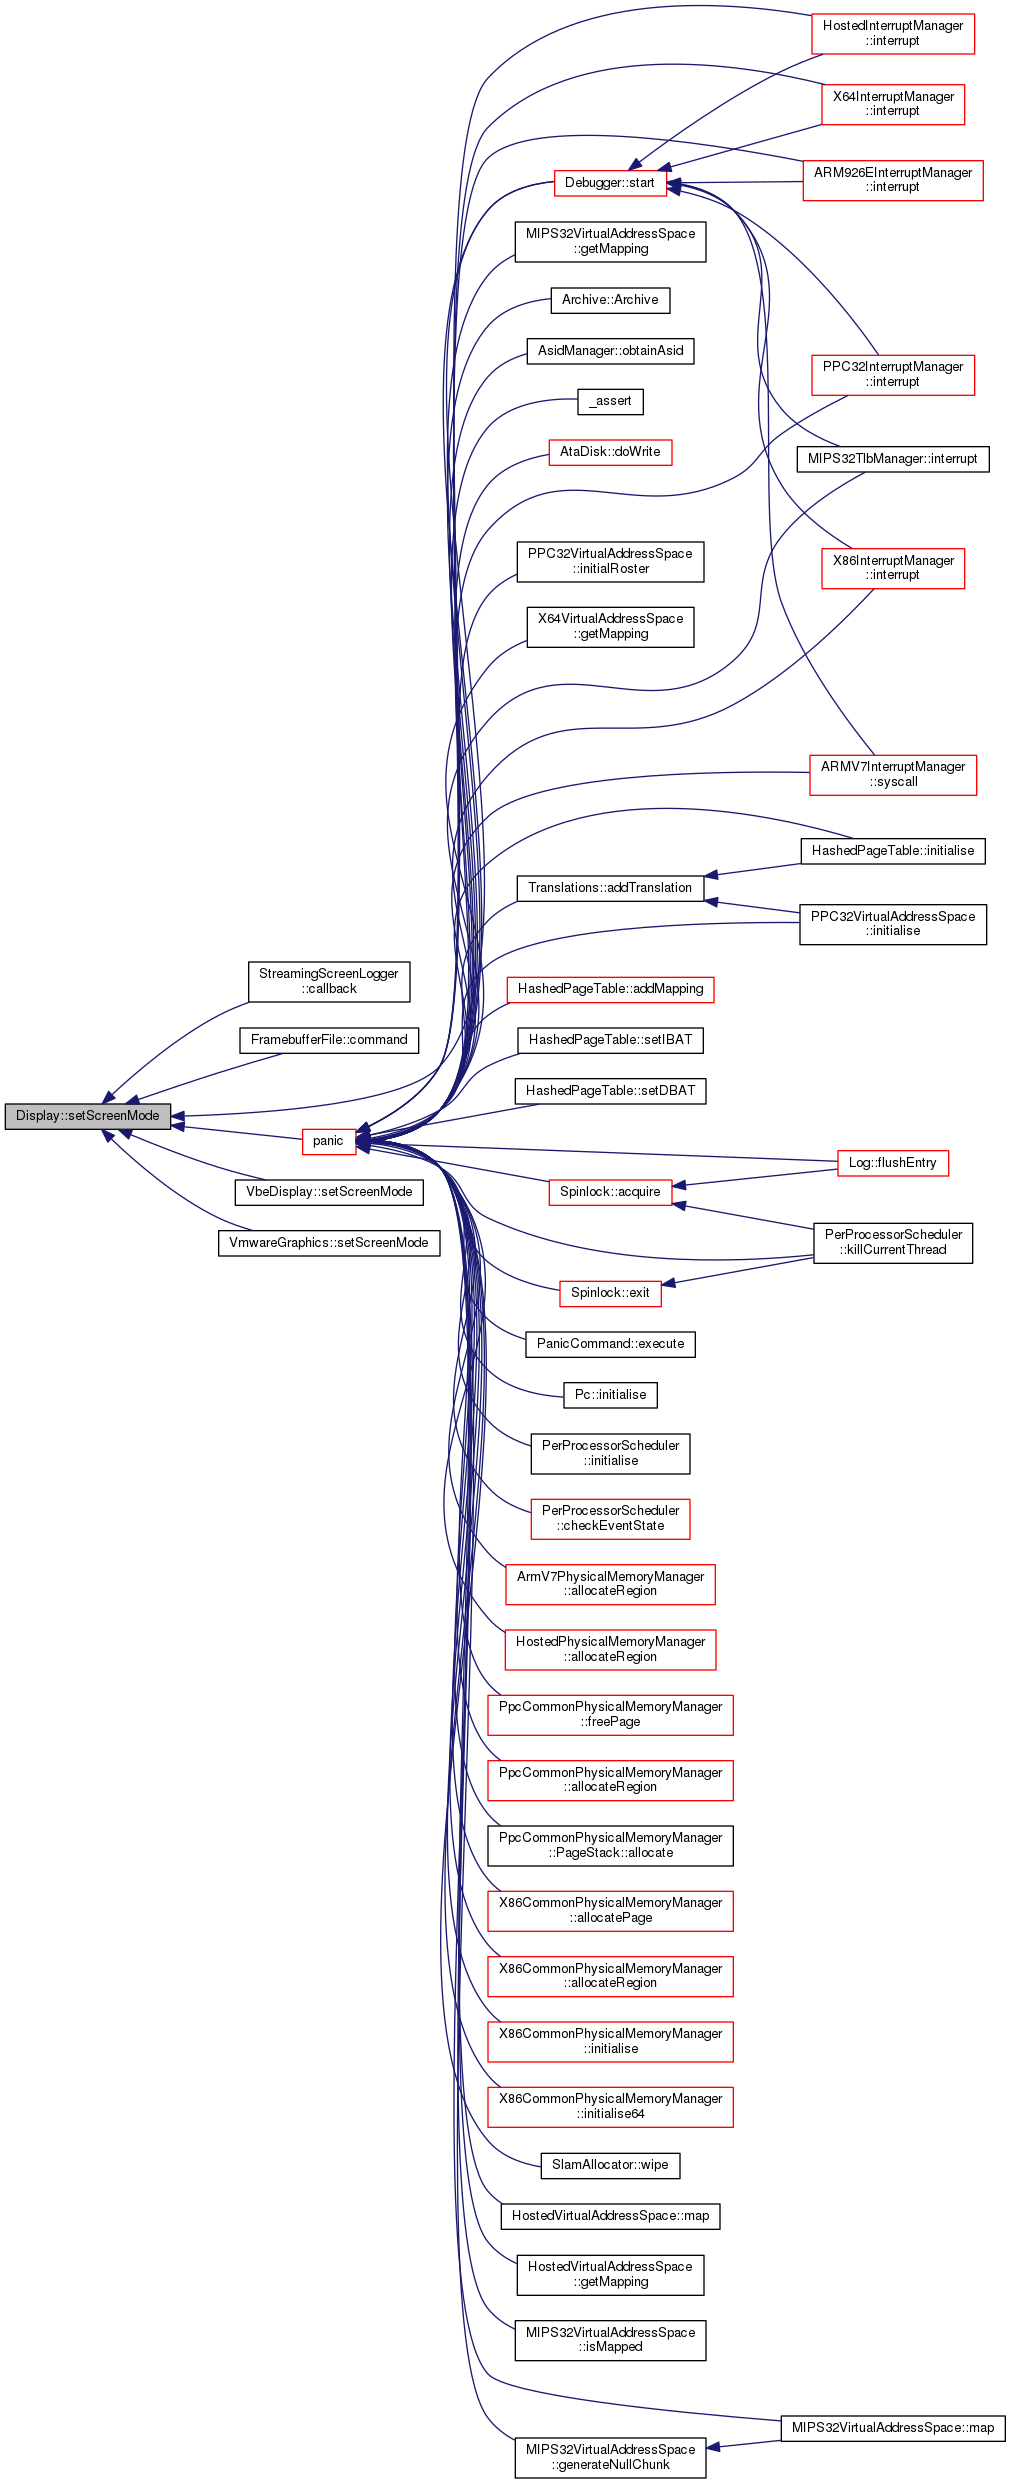 HostedInterruptManager
::interrupt
X64InterruptManager
::interrupt
ARM926EInterruptManager
::interrupt
Debugger::start
MIPS32VirtualAddressSpace
::getMapping
Archive::Archive
AsidManager::obtainAsid
PPC32InterruptManager
::interrupt
_assert
AtaDisk::doWrite
MIPS32TlbManager::interrupt
PPC32VirtualAddressSpace
::initialRoster
X86InterruptManager
::interrupt
X64VirtualAddressSpace
::getMapping
ARMV7InterruptManager
::syscall
HashedPageTable::initialise
Translations::addTranslation
PPC32VirtualAddressSpace
::initialise
StreamingScreenLogger
::callback
HashedPageTable::addMapping
FramebufferFile::command
HashedPageTable::setIBAT
HashedPageTable::setDBAT
Display::setScreenMode
panic
Log::flushEntry
VbeDisplay::setScreenMode
Spinlock::acquire
VmwareGraphics::setScreenMode
PerProcessorScheduler
::killCurrentThread
Spinlock::exit
PanicCommand::execute
Pc::initialise
PerProcessorScheduler
::initialise
PerProcessorScheduler
::checkEventState
ArmV7PhysicalMemoryManager
::allocateRegion
HostedPhysicalMemoryManager
::allocateRegion
PpcCommonPhysicalMemoryManager
::freePage
PpcCommonPhysicalMemoryManager
::allocateRegion
PpcCommonPhysicalMemoryManager
::PageStack::allocate
X86CommonPhysicalMemoryManager
::allocatePage
X86CommonPhysicalMemoryManager
::allocateRegion
X86CommonPhysicalMemoryManager
::initialise
X86CommonPhysicalMemoryManager
::initialise64
SlamAllocator::wipe
HostedVirtualAddressSpace::map
HostedVirtualAddressSpace
::getMapping
MIPS32VirtualAddressSpace
::isMapped
MIPS32VirtualAddressSpace::map
MIPS32VirtualAddressSpace
::generateNullChunk